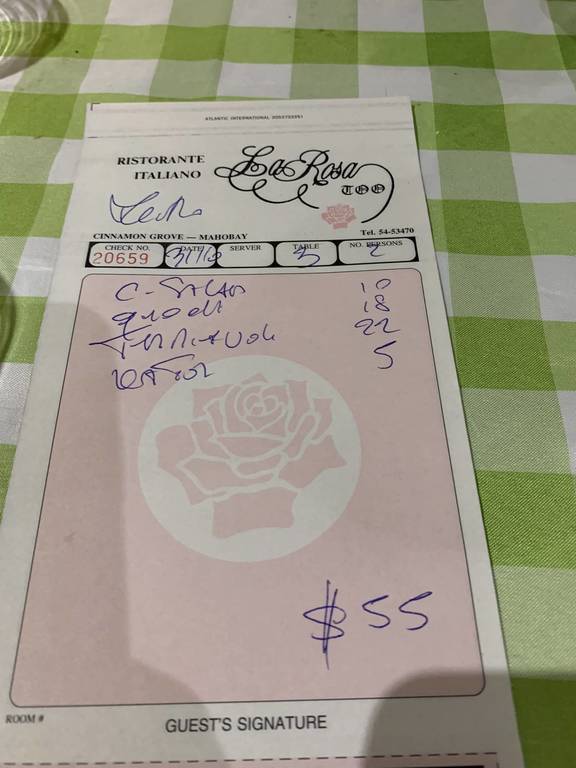 ATLANTIC INTERNATIONAL
RISTORANTE ITALIANO
La Rosa TOO
CINNAMON GROVE — MAHOBAY
Tel. 54-53470
CHECK NO. DATE SERVER TABLE NO. PERSONS
20659 5 2
C-SALAD 10
18
22
5
$55
ROOM #
GUEST'S SIGNATURE